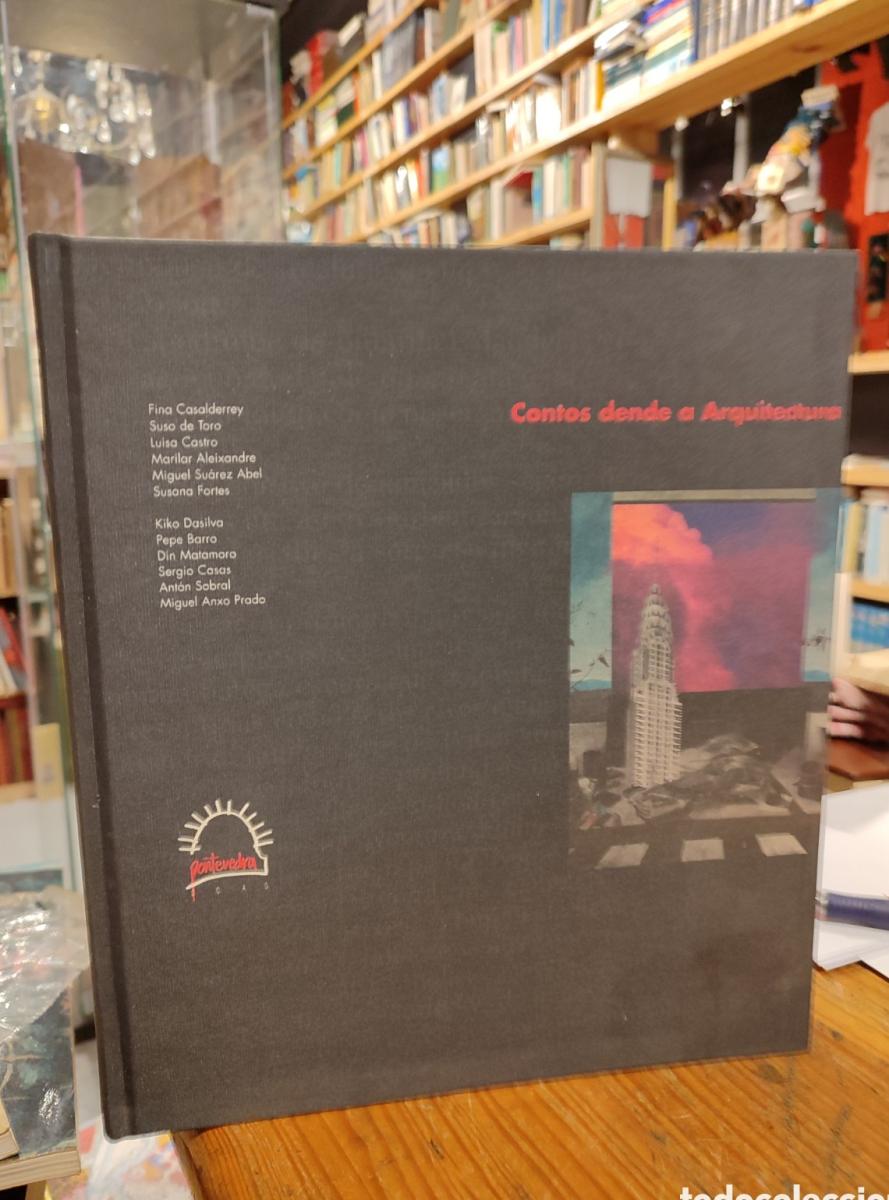 Contos dende a Arquitectura
Fina Casalderrey
Suso de Toro
Luisa Castro
Marilar Aleixandre
Miguel Suárez Abel
Susana Fortes
Kiko Dasilva
Pepe Barro
Din Matamoro
Sergio Casas
Antón Sobral
Miguel Anxo Prado
pontevedra